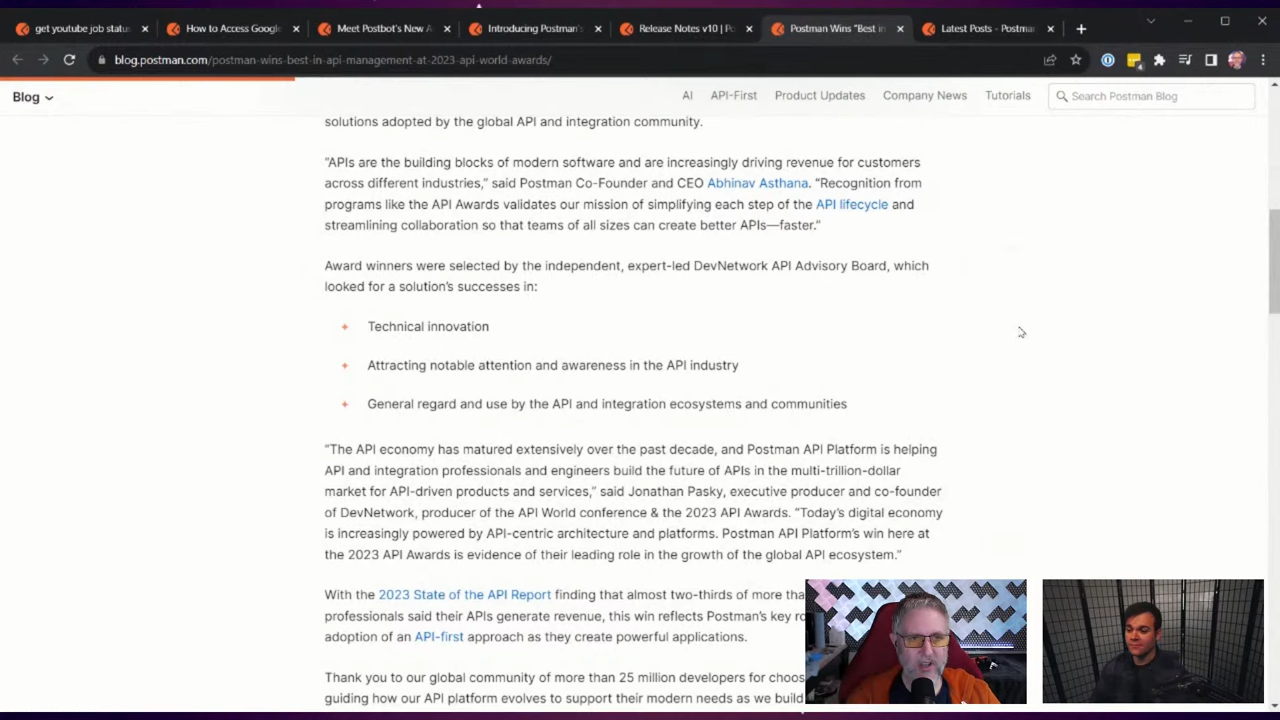 get youtube job statu
How to Access Google
Meet Postbot's New A
Introducing Postman's
Release Notes v10 | Po
Postman Wins "Best in
Latest Posts - Postman
blog.postman.com/postman-wins-best-in-api-management-at-2023-api-world-awards/
Blog
AI
API-First
Product Updates
Company News
Tutorials
Search Postman Blog
solutions adopted by the global API and integration community.
"APIs are the building blocks of modern software and are increasingly driving revenue for customers
across different industries," said Postman Co-Founder and CEO Abhinav Asthana. "Recognition from
programs like the API Awards validates our mission of simplifying each step of the API lifecycle and
streamlining collaboration so that teams of all sizes can create better APIs—faster."
Award winners were selected by the independent, expert-led DevNetwork API Advisory Board, which
looked for a solution's successes in:
Technical innovation
Attracting notable attention and awareness in the API industry
General regard and use by the API and integration ecosystems and communities
"The API economy has matured extensively over the past decade, and Postman API Platform is helping
API and integration professionals and engineers build the future of APIs in the multi-trillion-dollar
market for API-driven products and services," said Jonathan Pasky, executive producer and co-founder
of DevNetwork, producer of the API World conference & the 2023 API Awards. "Today's digital economy
is increasingly powered by API-centric architecture and platforms. Postman API Platform's win here at
the 2023 API Awards is evidence of their leading role in the growth of the global API ecosystem."
With the 2023 State of the API Report finding that almost two-thirds of more tha
professionals said their APIs generate revenue, this win reflects Postman's key ro
adoption of an API-first approach as they create powerful applications.
Thank you to our global community of more than 25 million developers for choos
guiding how our API platform evolves to support their modern needs as we build